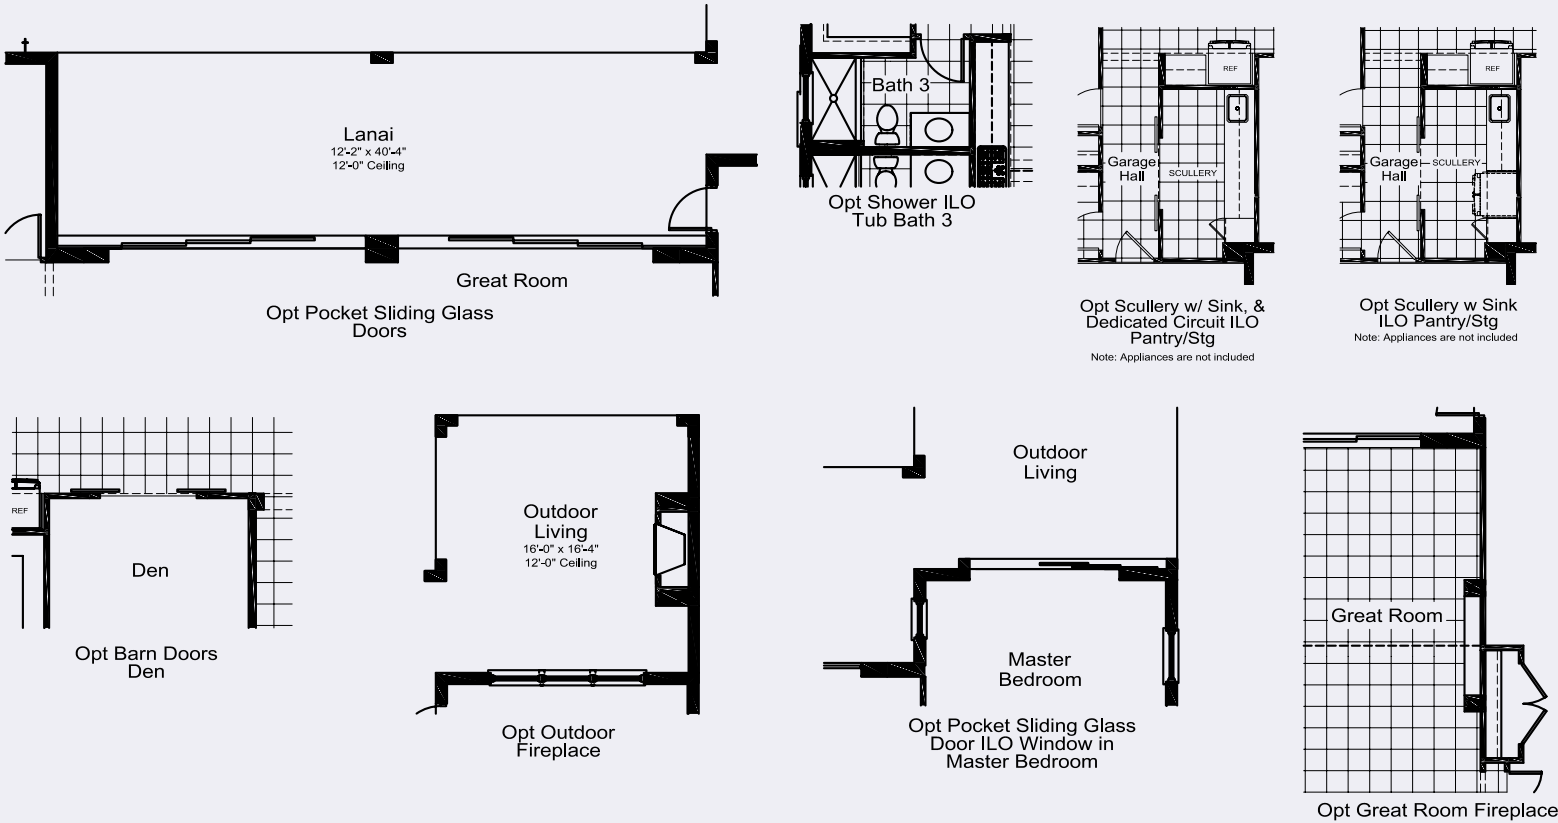 Lanai
12'-2" x 40'-4"
12'-0" Ceiling
Great Room
Opt Pocket Sliding Glass
Doors
Bath 3
Opt Shower ILO
Tub Bath 3
REF
Garage
Hall
SCULLERY
Opt Scullery w/ Sink, &
Dedicated Circuit ILO
Pantry/Stg
Note: Appliances are not included
REF
Garage
Hall
SCULLERY
Opt Scullery w Sink
ILO Pantry/Stg
Note: Appliances are not included
REF
Den
Opt Barn Doors
Den
Outdoor
Living
16'-0" x 16'-4"
12'-0" Ceiling
Opt Outdoor
Fireplace
Outdoor
Living
Master
Bedroom
Opt Pocket Sliding Glass
Door ILO Window in
Master Bedroom
Great Room
Opt Great Room Fireplace